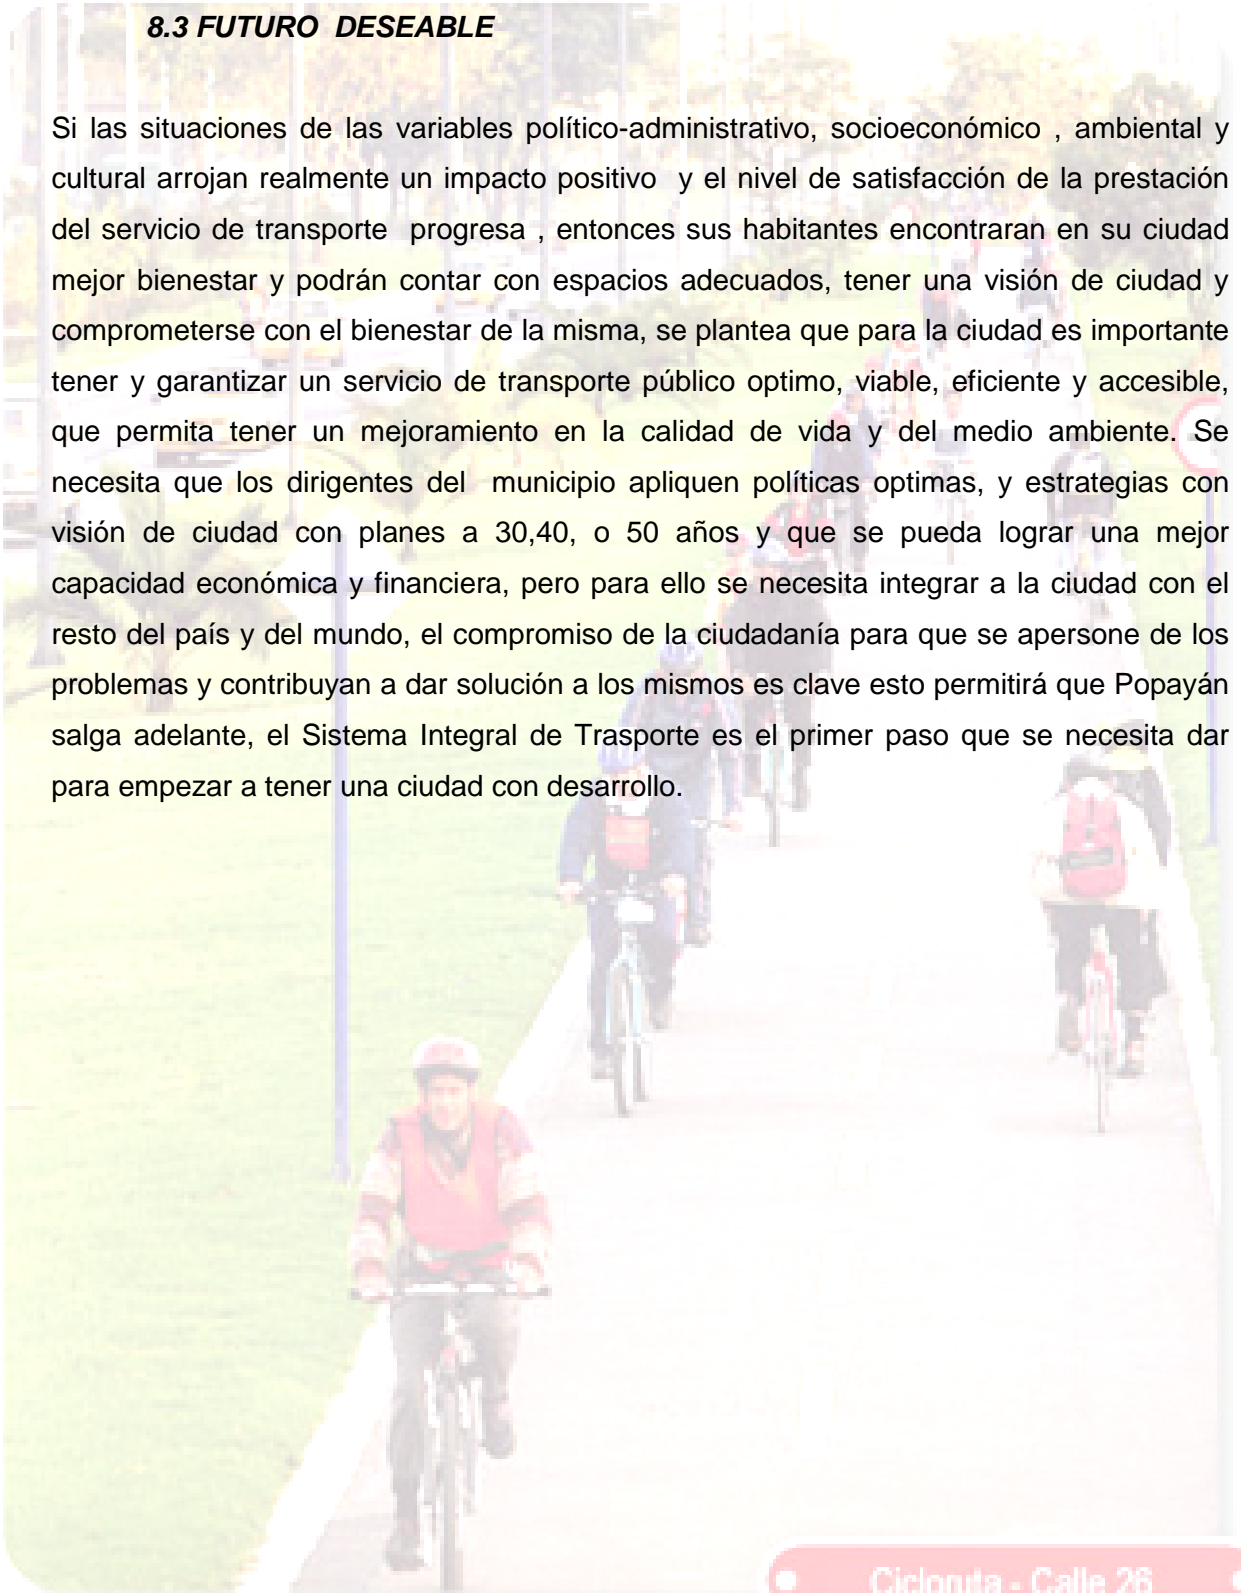 8.3 FUTURO DESEABLE
Si las situaciones de las variables político-administrativo, socioeconómico , ambiental y
cultural arrojan realmente un impacto positivo y el nivel de satisfacción de la prestación
del servicio de transporte progresa , entonces sus habitantes encontraran en su ciudad
mejor bienestar y podrán contar con espacios adecuados, tener una visión de ciudad y
comprometerse con el bienestar de la misma, se plantea que para la ciudad es importante
tener y garantizar un servicio de transporte público optimo, viable, eficiente y accesible,
que permita tener un mejoramiento en la calidad de vida y del medio ambiente. Se
necesita que los dirigentes del municipio apliquen políticas optimas, y estrategias con
visión de ciudad con planes a 30,40, o 50 años y que se pueda lograr una mejor
capacidad económica y financiera, pero para ello se necesita integrar a la ciudad con el
resto del país y del mundo, el compromiso de la ciudadanía para que se apersone de los
problemas y contribuyan a dar solución a los mismos es clave esto permitirá que Popayán
salga adelante, el Sistema Integral de Trasporte es el primer paso que se necesita dar
para empezar a tener una ciudad con desarrollo.
Cicloruta - Calle 26